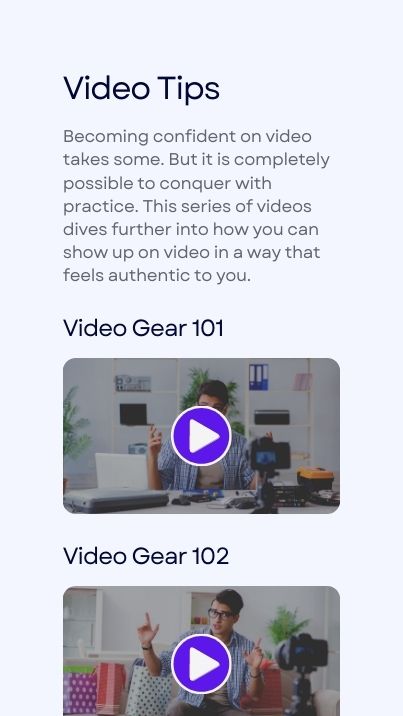 Video Tips
Becoming confident on video
takes some. But it is completely
possible to conquer with
practice. This series of videos
dives further into how you can
show up on video in a way that
feels authentic to you.
Video Gear 101
Video Gear 102